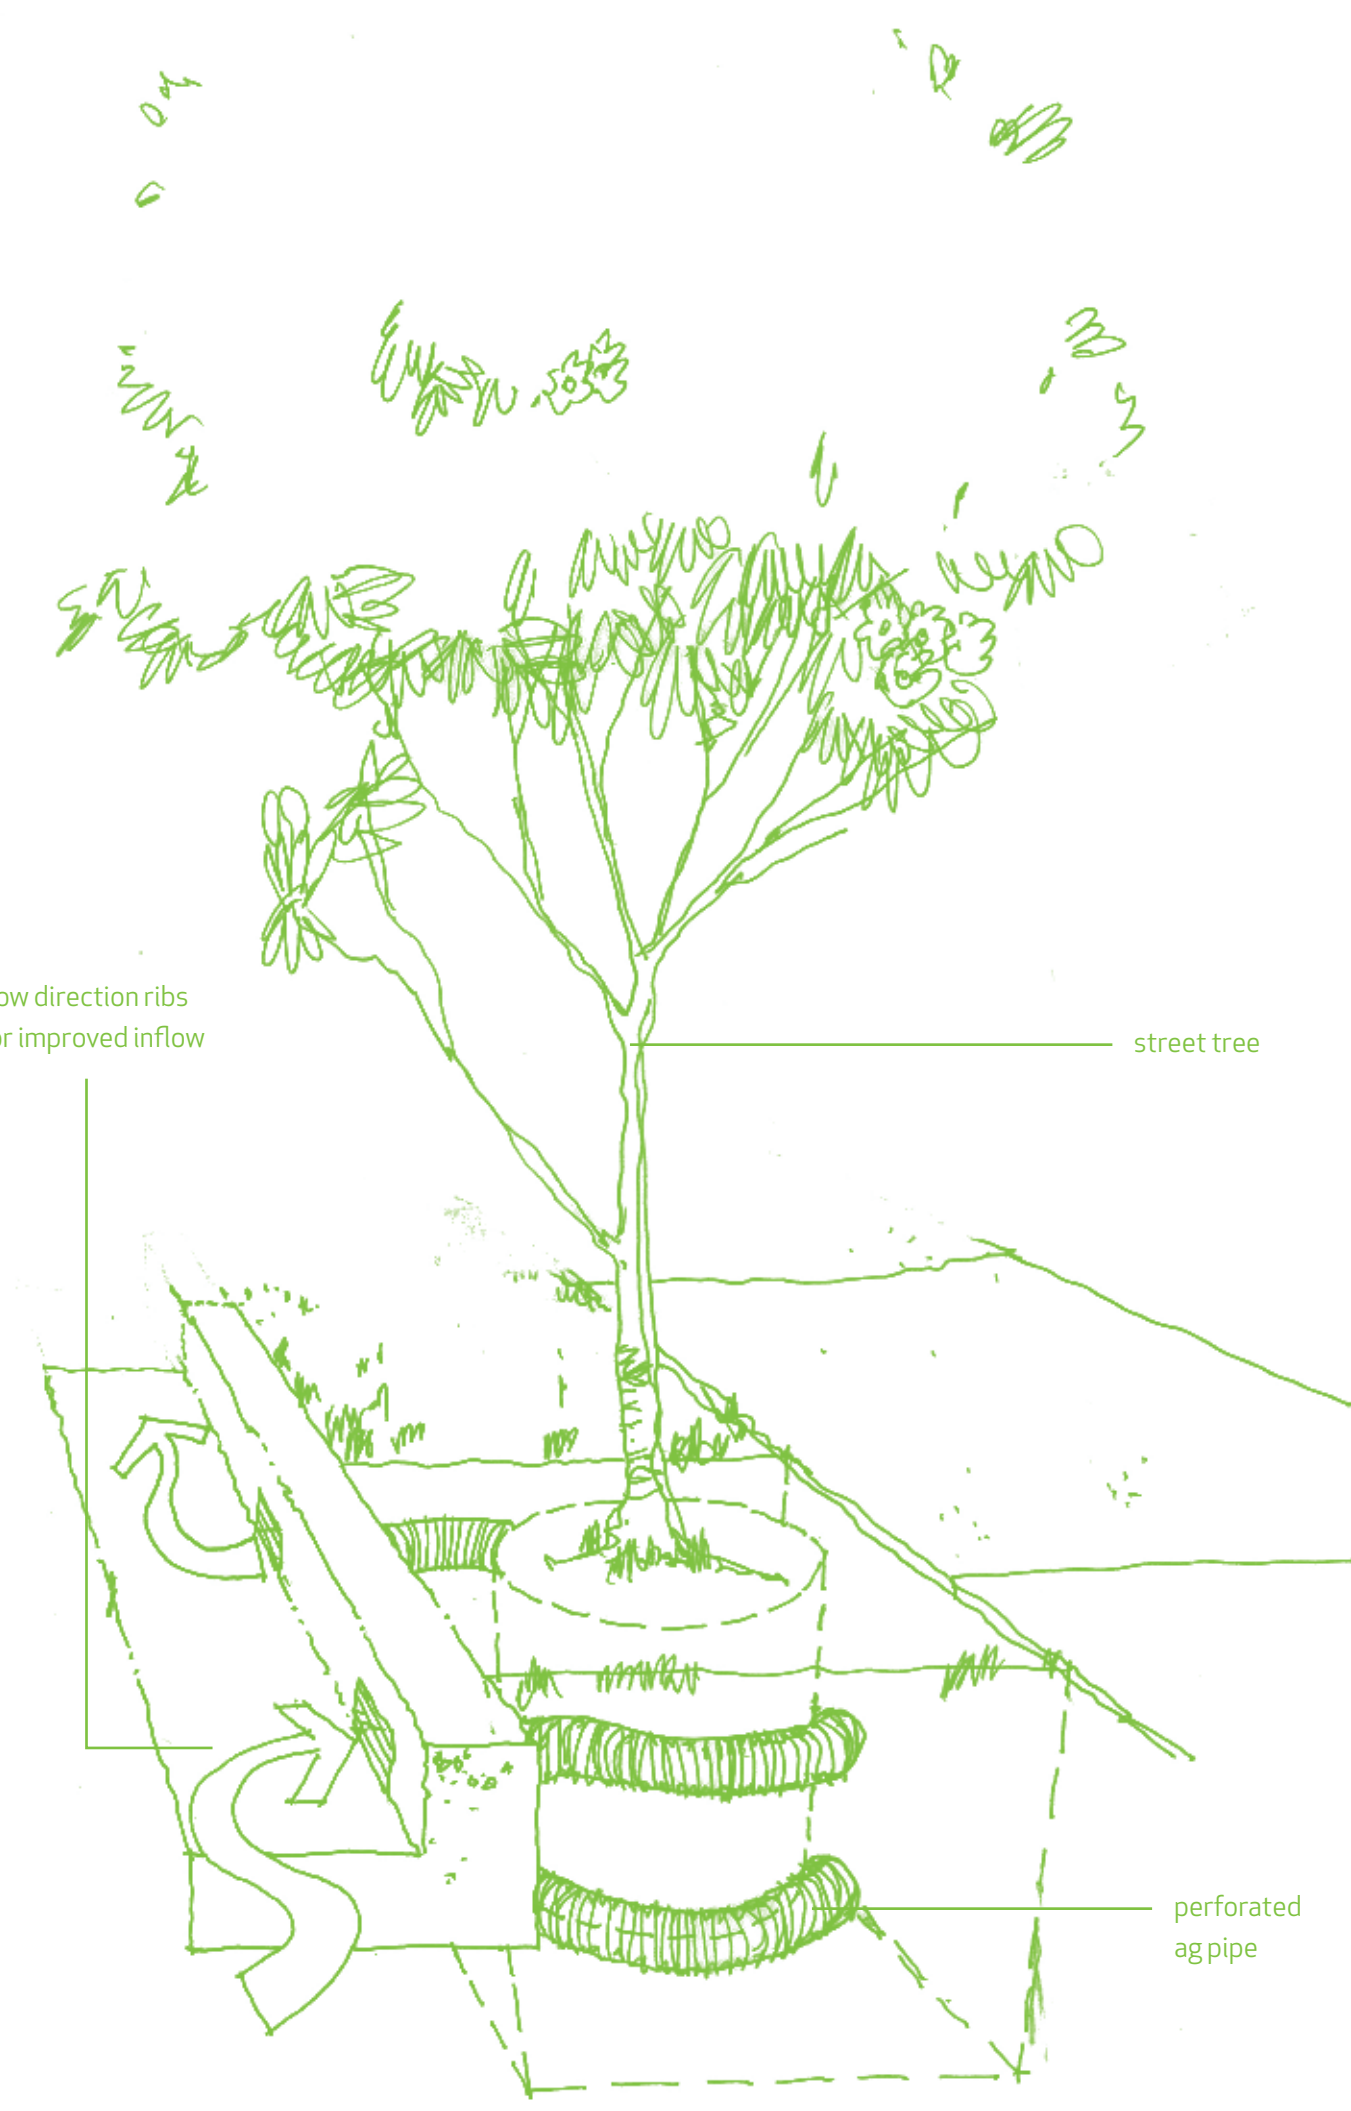 ow direction ribs
or improved inflow
street tree
perforated
ag pipe